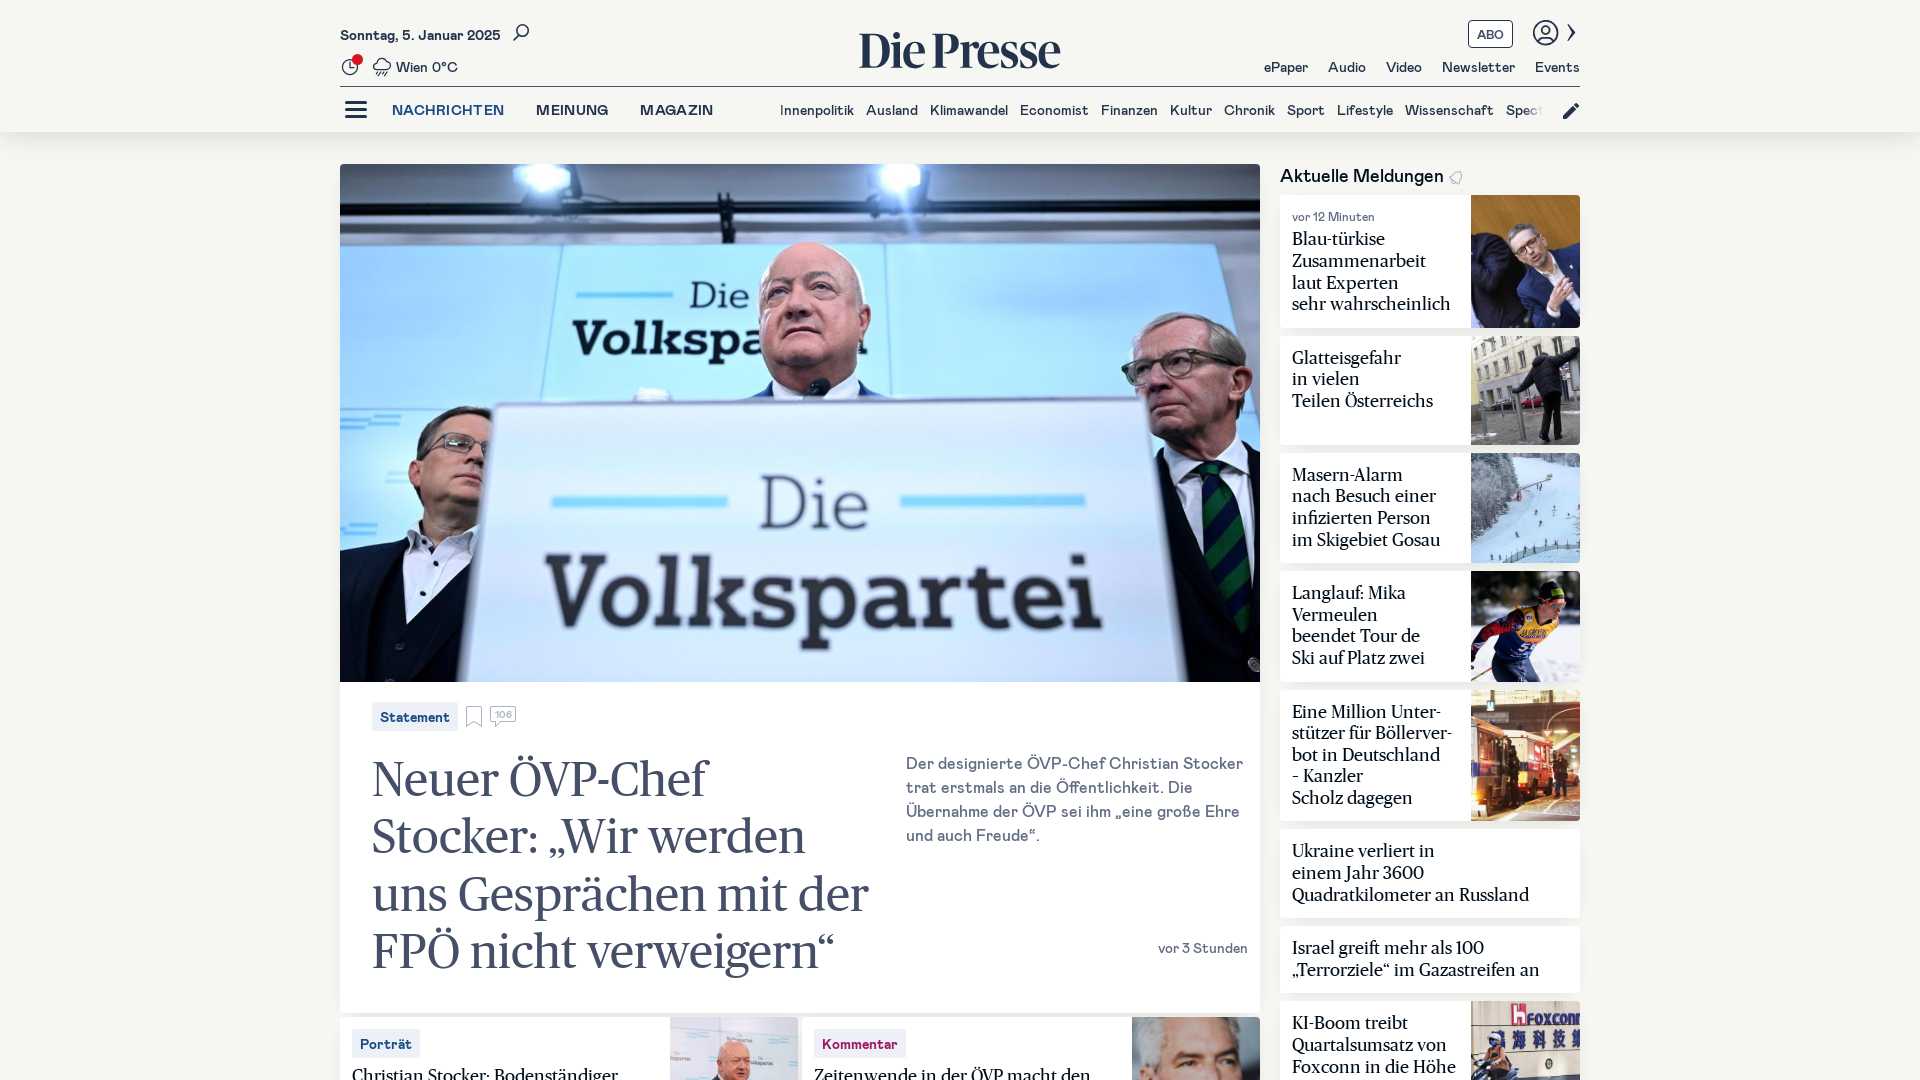 Sonntag, 5. Januar 2025
Wien 0°C
Die Presse
ABO
ePaper Audio Video Newsletter Events
NACHRICHTEN MEINUNG MAGAZIN
Innenpolitik Ausland Klimawandel Economist Finanzen Kultur Chronik Sport Lifestyle Wissenschaft Spect
Die
Volkspa
Die
Volkspartei
Statement
106
Neuer ÖVP-Chef
Stocker: „Wir werden
uns Gesprächen mit der
FPÖ nicht verweigern“
Der designierte ÖVP-Chef Christian Stocker
trat erstmals an die Öffentlichkeit. Die
Übernahme der ÖVP sei ihm „eine große Ehre
und auch Freude“.
vor 3 Stunden
Porträt
Christian Stocker: Bodenständiger
Kommentar
Zeitenwende in der ÖVP macht den
Aktuelle Meldungen
vor 12 Minuten
Blau-türkise
Zusammenarbeit
laut Experten
sehr wahrscheinlich
Glatteisgefahr
in vielen
Teilen Österreichs
Masern-Alarm
nach Besuch einer
infizierten Person
im Skigebiet Gosau
Langlauf: Mika
Vermeulen
beendet Tour de
Ski auf Platz zwei
Eine Million Unter-
stützer für Böllerver-
bot in Deutschland
– Kanzler
Scholz dagegen
Ukraine verliert in
einem Jahr 3600
Quadratkilometer an Russland
Israel greift mehr als 100
„Terrorziele“ im Gazastreifen an
KI-Boom treibt
Quartalsumsatz von
Foxconn in die Höhe
FOXCONN